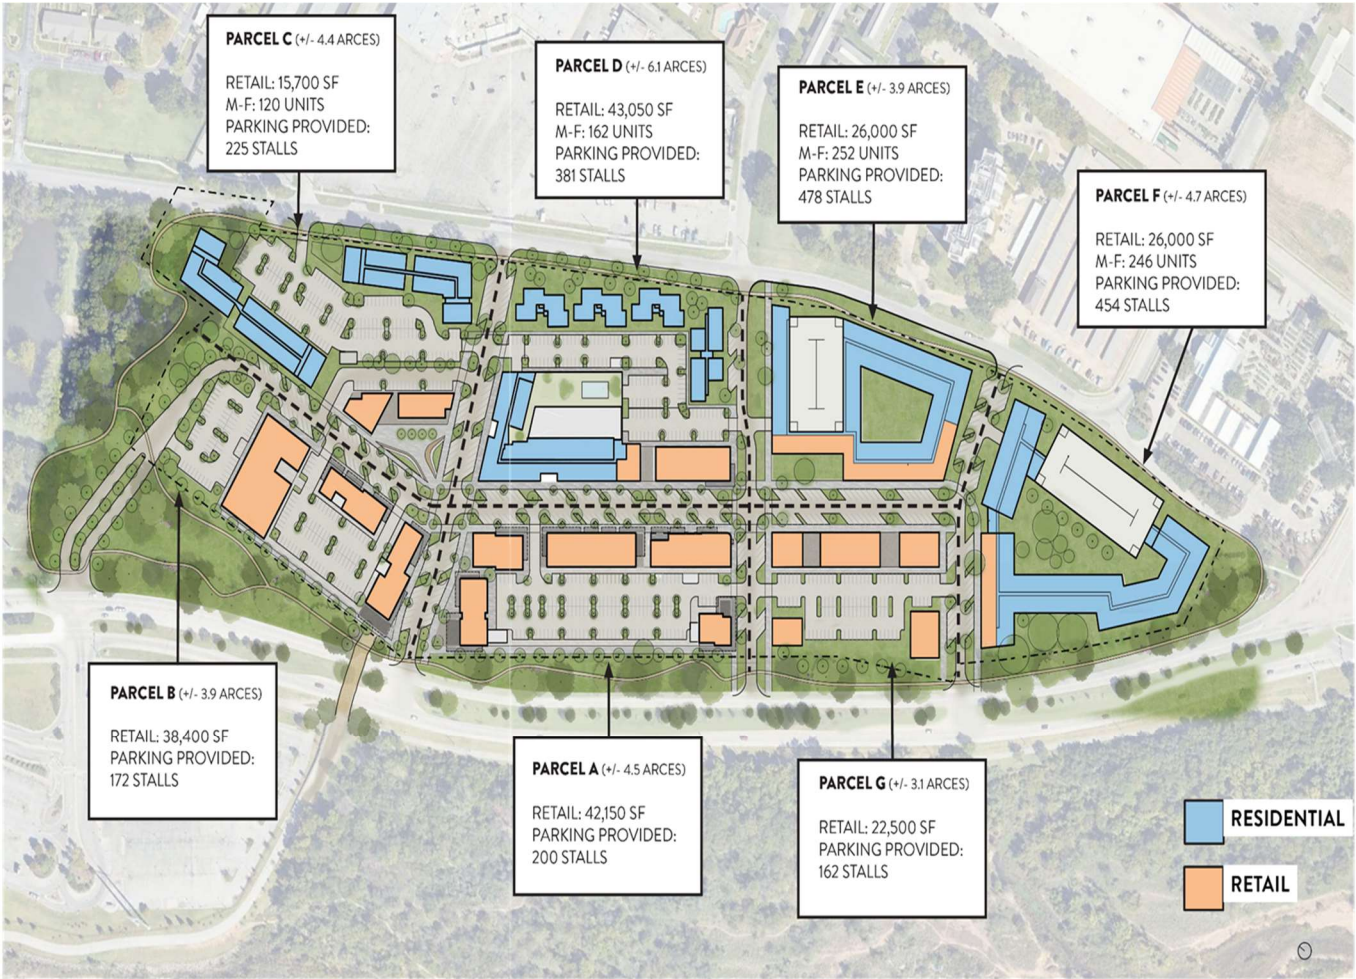 PARCEL C (+/- 4.4 ARCES)
RETAIL: 15,700 SF
M-F: 120 UNITS
PARKING PROVIDED:
225 STALLS
PARCEL D (+/- 6.1 ARCES)
RETAIL: 43,050 SF
M-F: 162 UNITS
PARKING PROVIDED:
381 STALLS
PARCEL E (+/- 3.9 ARCES)
RETAIL: 26,000 SF
M-F: 252 UNITS
PARKING PROVIDED:
478 STALLS
PARCEL F (+/- 4.7 ARCES)
RETAIL: 26,000 SF
M-F: 246 UNITS
PARKING PROVIDED:
454 STALLS
PARCEL B (+/- 3.9 ARCES)
RETAIL: 38,400 SF
PARKING PROVIDED:
172 STALLS
PARCEL A (+/- 4.5 ARCES)
RETAIL: 42,150 SF
PARKING PROVIDED:
200 STALLS
PARCEL G (+/- 3.1 ARCES)
RETAIL: 22,500 SF
PARKING PROVIDED:
162 STALLS
RESIDENTIAL
RETAIL